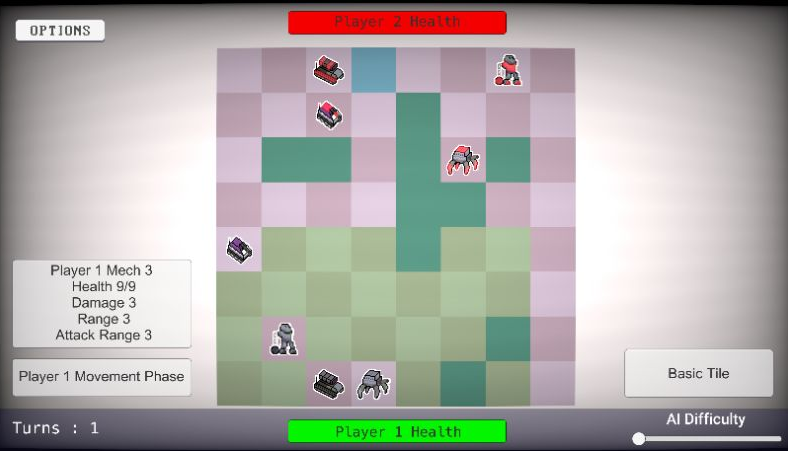 Player 2 Health
OPTIONS
Player 1 Mech 3
Health 9/9
Damage 3
Range 3
Attack Range 3
Player 1 Movement Phase
Basic Tile
Turns : 1
Player 1 Health
AI Difficulty